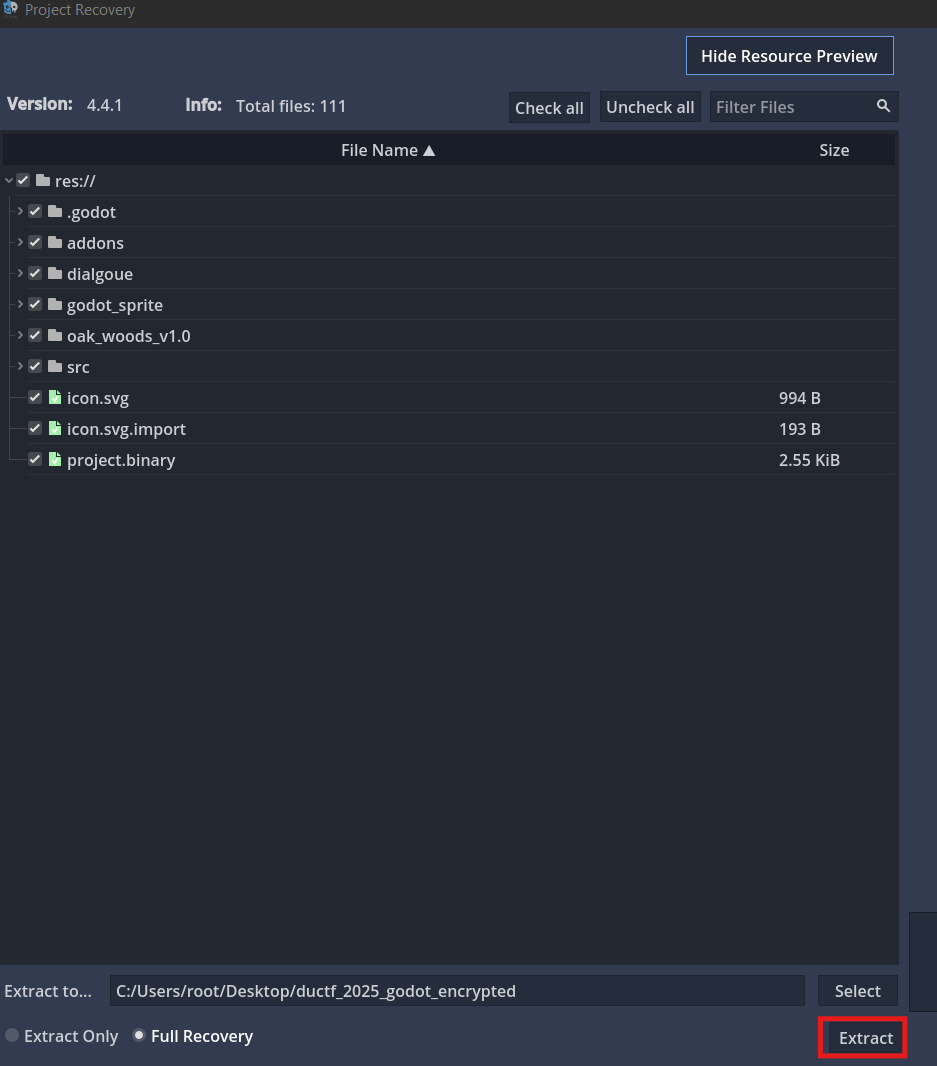 Project Recovery
Hide Resource Preview
Version: 4.4.1 Info: Total files: 111 Check all Uncheck all Filter Files
File Name Size
res://
.godot
addons
dialgoue
godot_sprite
oak_woods_v1.0
src
icon.svg 994 B
icon.svg.import 193 B
project.binary 2.55 KiB
Extract to... C:/Users/root/Desktop/ductf_2025_godot_encrypted Select
Extract Only Full Recovery Extract